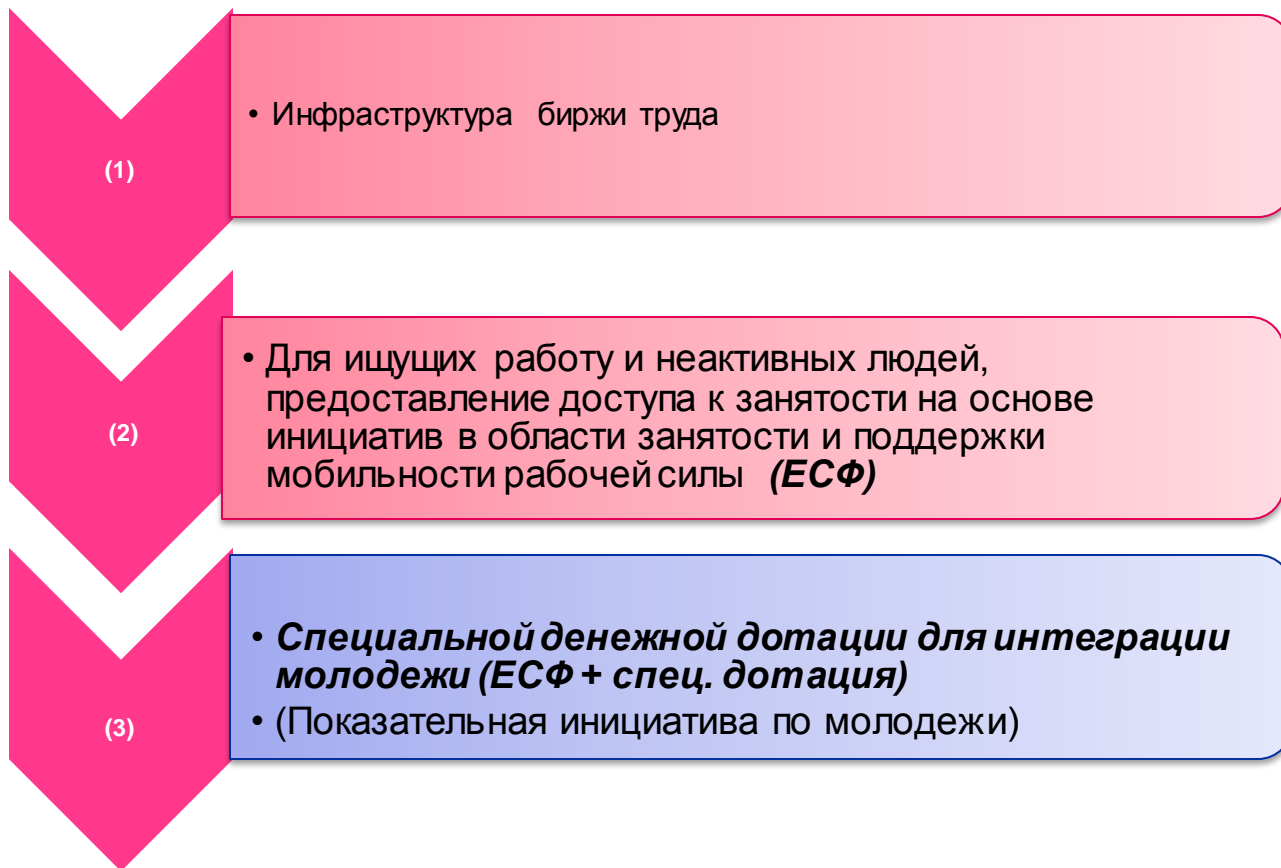 (1)
• Инфраструктура биржи труда
(2)
• Для ищущих работу и неактивных людей,
предоставление доступа к занятости на основе
инициатив в области занятости и поддержки
мобильности рабочей силы (ЕСФ)
(3)
• Специальной денежной дотации для интеграции
молодежи (ЕСФ + спец. дотация)
• (Показательная инициатива по молодежи)